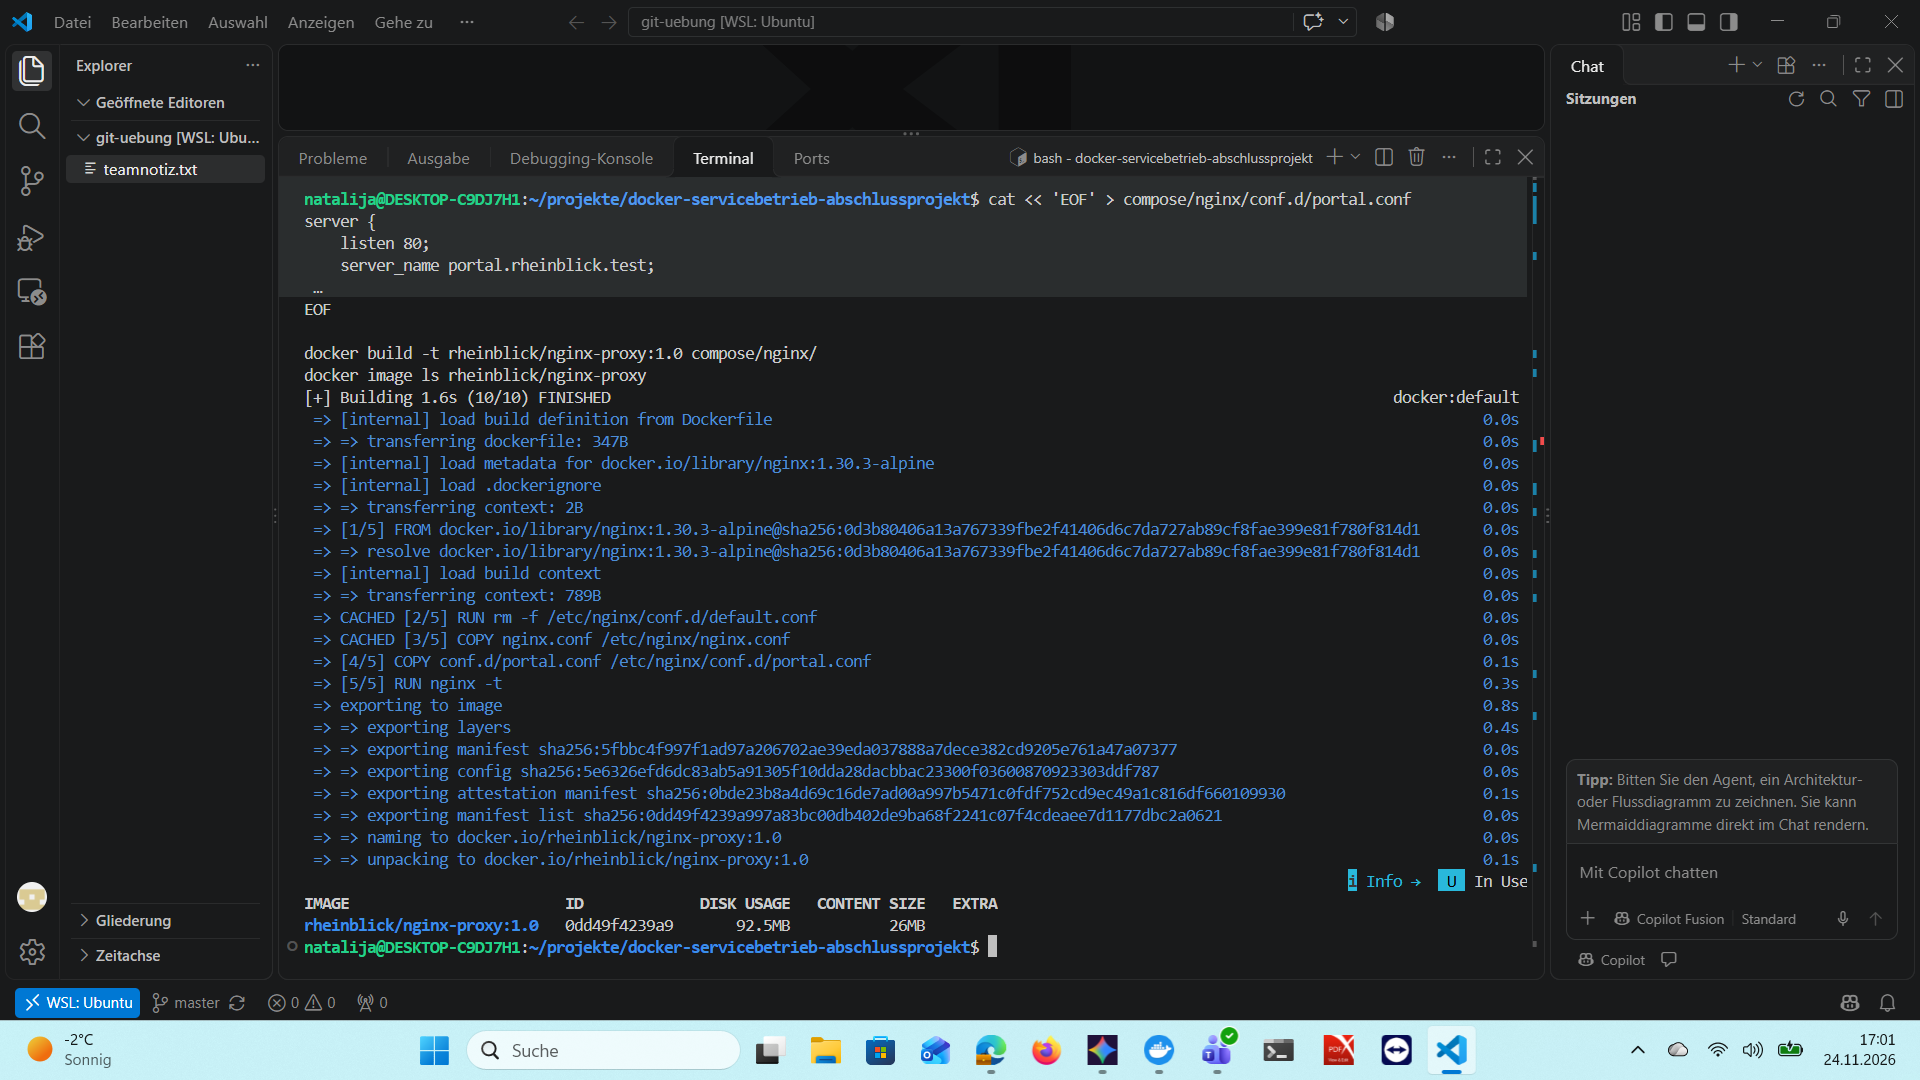 Datei Bearbeiten Auswahl Anzeigen Gehe zu ···
git-uebung [WSL: Ubuntu]
Explorer ···
Geöffnete Editoren
git-uebung [WSL: Ubu...
teamnotiz.txt
Gliederung
Zeitachse
Probleme Ausgabe Debugging-Konsole Terminal Ports
bash - docker-servicebetrieb-abschlussprojekt
natalija@DESKTOP-C9DJ7H1:~/projekte/docker-servicebetrieb-abschlussprojekt$ cat << 'EOF' > compose/nginx/conf.d/portal.conf
server {
    listen 80;
    server_name portal.rheinblick.test;
…
EOF
docker build -t rheinblick/nginx-proxy:1.0 compose/nginx/
docker image ls rheinblick/nginx-proxy
[+] Building 1.6s (10/10) FINISHED docker:default
=> [internal] load build definition from Dockerfile 0.0s
=> => transferring dockerfile: 347B 0.0s
=> [internal] load metadata for docker.io/library/nginx:1.30.3-alpine 0.0s
=> [internal] load .dockerignore 0.0s
=> => transferring context: 2B 0.0s
=> [1/5] FROM docker.io/library/nginx:1.30.3-alpine@sha256:0d3b80406a13a767339fbe2f41406d6c7da727ab89cf8fae399e81f780f814d1 0.0s
=> => resolve docker.io/library/nginx:1.30.3-alpine@sha256:0d3b80406a13a767339fbe2f41406d6c7da727ab89cf8fae399e81f780f814d1 0.0s
=> [internal] load build context 0.0s
=> => transferring context: 789B 0.0s
=> CACHED [2/5] RUN rm -f /etc/nginx/conf.d/default.conf 0.0s
=> CACHED [3/5] COPY nginx.conf /etc/nginx/nginx.conf 0.0s
=> [4/5] COPY conf.d/portal.conf /etc/nginx/conf.d/portal.conf 0.1s
=> [5/5] RUN nginx -t 0.3s
=> exporting to image 0.8s
=> => exporting layers 0.4s
=> => exporting manifest sha256:5fbbc4f997f1ad97a206702ae39eda037888a7dece382cd9205e761a47a07377 0.0s
=> => exporting config sha256:5e6326efd6dc83ab5a91305f10dda28dacbbac23300f03600870923303ddf787 0.0s
=> => exporting attestation manifest sha256:0bde23b8a4d69c16de7ad00a997b5471c0fdf752cd9ec49a1c816df660109930 0.1s
=> => exporting manifest list sha256:0dd49f4239a997a83bc00db402de9ba68f2241c07f4cdeaee7d1177dbc2a0621 0.0s
=> => naming to docker.io/rheinblick/nginx-proxy:1.0 0.0s
=> => unpacking to docker.io/rheinblick/nginx-proxy:1.0 0.1s
i Info → U In Use
IMAGE ID DISK USAGE CONTENT SIZE EXTRA
rheinblick/nginx-proxy:1.0 0dd49f4239a9 92.5MB 26MB
natalija@DESKTOP-C9DJ7H1:~/projekte/docker-servicebetrieb-abschlussprojekt$
Chat
Sitzungen
Tipp: Bitten Sie den Agent, ein Architektur-
oder Flussdiagramm zu zeichnen. Sie kann
Mermaiddiagramme direkt im Chat rendern.
Mit Copilot chatten
Copilot Fusion Standard
Copilot
WSL: Ubuntu master 0 0 0
-2°C
Sonnig
Suche
17:01
24.11.2026